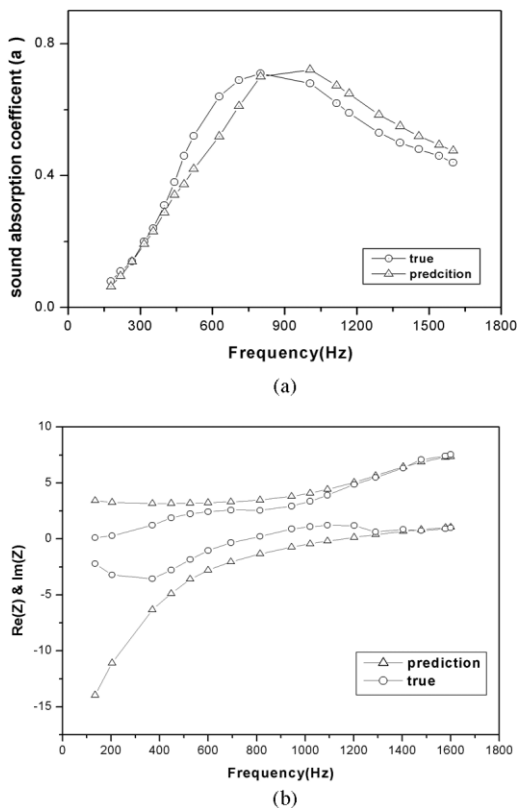 sound absorption coefficent (a)
0.8
0.4
0.0
0 300 600 900 1200 1500 1800
Frequency(Hz)
true
predcition
(a)
Re(Z) & Im(Z)
10
5
0
-5
-10
-15
0 200 400 600 800 1000 1200 1400 1600 1800
Frequency(Hz)
prediction
true
(b)